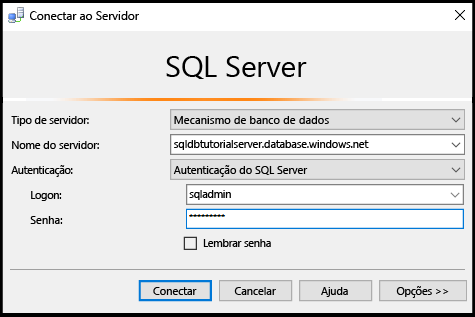 Conectar ao Servidor
SQL Server
Tipo de servidor: Mecanismo de banco de dados
Nome do servidor: sqldbtutorialserver.database.windows.net
Autenticação: Autenticação do SQL Server
Logon: sqladmin
Senha: *********
Lembrar senha
Conectar Cancelar Ajuda Opções >>